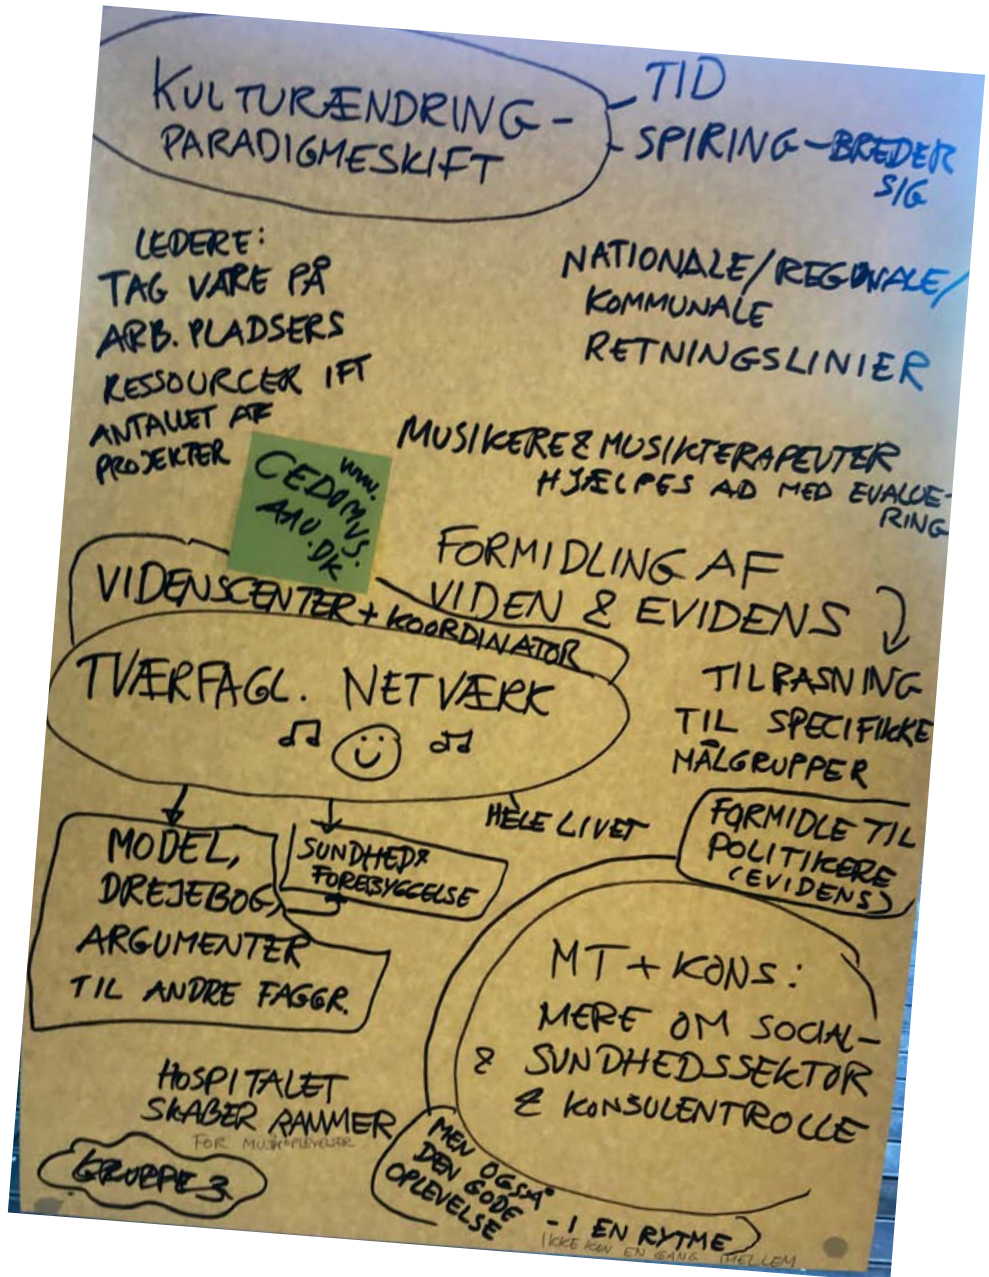 KULTURÆNDRING -
PARADIGMESKIFT
- TID
- SPIRING - BREDER
SIG
LEDERE:
TAG VARE PÅ
ARB. PLADSERS
RESSOURCER IFT
ANTALLET AF
PROJEKTER
NATIONALE/REGIONALE/
KOMMUNALE
RETNINGSLINIER
MUSIKERE & MUSIKTERAPEUTER
HJÆLPES AD MED EVALUE-
RING
www.
CEDOMUS.
AAU.DK
FORMIDLING AF
VIDEN & EVIDENS
VIDENSCENTER + KOORDINATOR
TVÆRFAGL. NETVÆRK
TILPASNING
TIL SPECIFIKKE
MÅLGRUPPER
HELE LIVET
FORMIDLE TIL
POLITIKERE
(EVIDENS)
MODEL,
DREJEBOG,
ARGUMENTER
TIL ANDRE FAGGR.
SUNDHED &
FOREBYGGELSE
MT + KONS:
MERE OM SOCIAL-
& SUNDHEDSSEKTOR
& KONSULENTROLLE
HOSPITALET
SKABER RAMMER
FOR MUSIKOPLEVELSER
GRUPPE 3
MEN OGSÅ
DEN GODE
OPLEVELSE
- I EN RYTME
IKKE KUN EN GANG IMELLEM